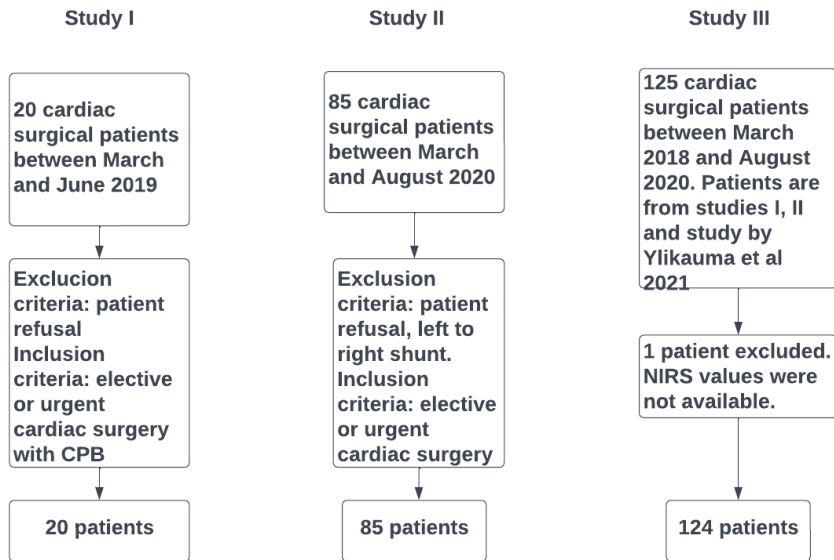 Study I
20 cardiac
surgical patients
between March
and June 2019
Exclucion
criteria: patient
refusal
Inclusion
criteria: elective
or urgent
cardiac surgery
with CPB
20 patients
Study II
85 cardiac
surgical patients
between March
and August 2020
Exclusion
criteria: patient
refusal, left to
right shunt.
Inclusion
criteria: elective
or urgent
cardiac surgery
85 patients
Study III
125 cardiac
surgical patients
between March
2018 and August
2020. Patients are
from studies I, II
and study by
Ylikauma et al
2021
1 patient excluded.
NIRS values were
not available.
124 patients